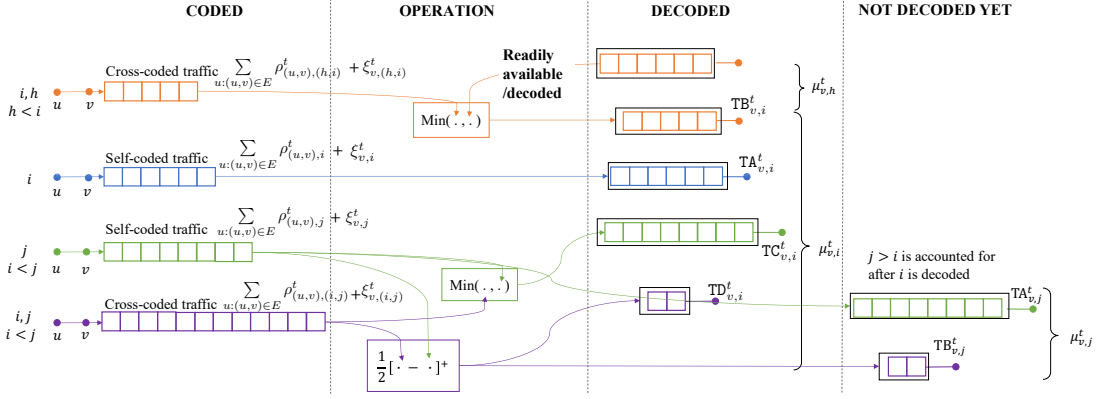 CODED OPERATION DECODED NOT DECODED YET
Cross-coded traffic ∑_{u:(u,v)∈E} ρ^t_{(u,v),(h,i)} + ξ^t_{v,(h,i)}
i, h
h < i
u v
Readily
available
/decoded
Min( . , . )
TB^t_{v,i}
μ^t_{v,h}
Self-coded traffic ∑_{u:(u,v)∈E} ρ^t_{(u,v),i} + ξ^t_{v,i}
i
u v
TA^t_{v,i}
Self-coded traffic ∑_{u:(u,v)∈E} ρ^t_{(u,v),j} + ξ^t_{v,j}
j
i < j
u v
TC^t_{v,i}
μ^t_{v,i}
j > i is accounted for
after i is decoded
Min( . , . )
TD^t_{v,i}
TA^t_{v,j}
Cross-coded traffic ∑_{u:(u,v)∈E} ρ^t_{(u,v),(i,j)} + ξ^t_{v,(i,j)}
i, j
i < j
u v
1/2 [ · − · ]^+
TB^t_{v,j}
μ^t_{v,j}